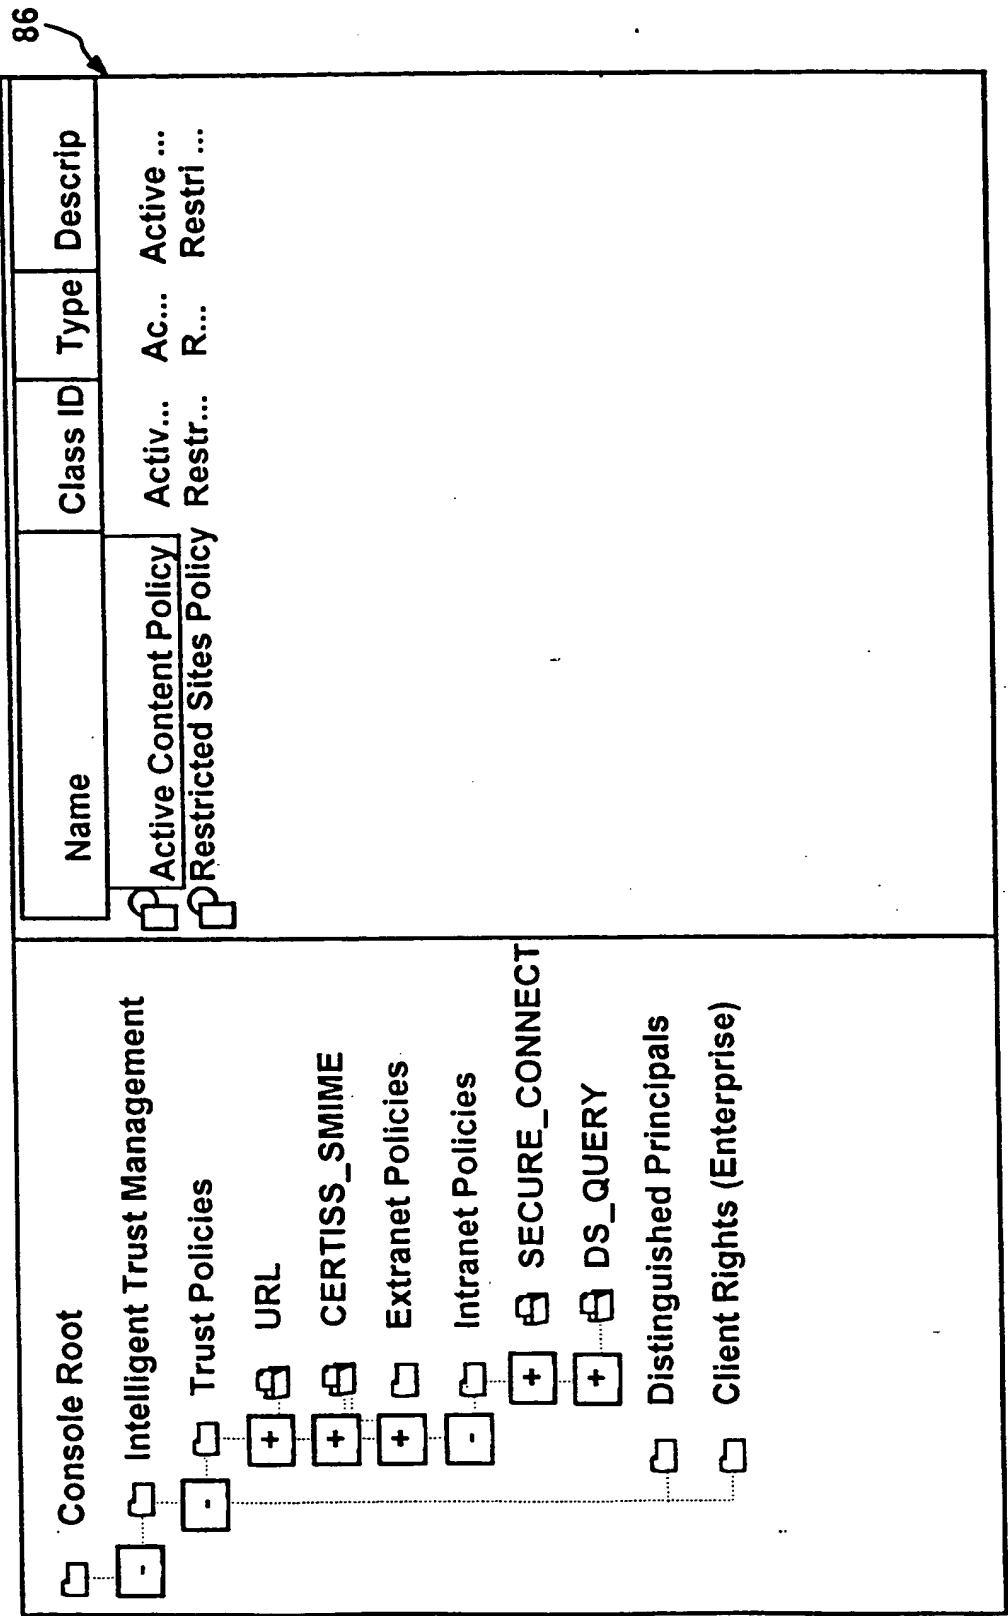 86
Console Root
- Intelligent Trust Management
- Trust Policies
+ URL
+ CERTISS_SMIME
+ Extranet Policies
- Intranet Policies
+ SECURE_CONNECT
+ DS_QUERY
Distinguished Principals
Client Rights (Enterprise)
Name Class ID Type Descrip
Active Content Policy Activ... Ac... Active ...
Restricted Sites Policy Restr... R... Restri ...